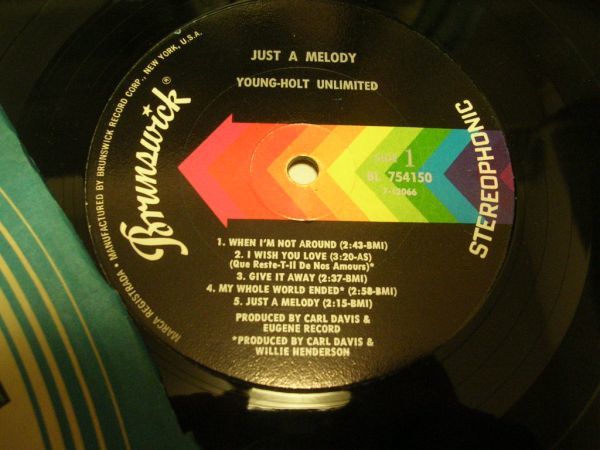 JUST A MELODY
YOUNG-HOLT UNLIMITED
Brunswick®
STEREOPHONIC
SIDE 1
BL 754150
7-12066
1. WHEN I'M NOT AROUND (2:43-BMI)
2. I WISH YOU LOVE (3:20-AS)
(Que Reste-T-Il De Nos Amours)*
3. GIVE IT AWAY (2:37-BMI)
4. MY WHOLE WORLD ENDED* (2:58-BMI)
5. JUST A MELODY (2:15-BMI)
PRODUCED BY CARL DAVIS &
EUGENE RECORD
*PRODUCED BY CARL DAVIS &
WILLIE HENDERSON
MARCA REGISTRADA • MANUFACTURED BY BRUNSWICK RECORD CORP., NEW YORK, U.S.A.